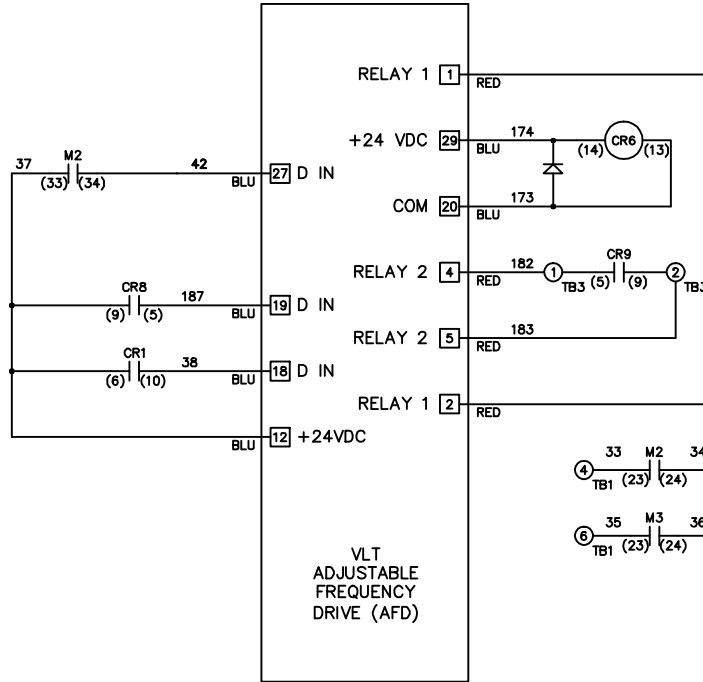 RELAY 1 1 RED
+24 VDC 29 174 BLU
CR6 (14) (13)
37 M2 42
(33) (34) BLU 27 D IN
COM 20 173 BLU
RELAY 2 4 182 RED
1 TB3 CR9 (5) (9) 2 TB3
CR8 187
(9) (5) BLU 19 D IN
RELAY 2 5 183 RED
CR1 38
(6) (10) BLU 18 D IN
RELAY 1 2 RED
BLU 12 +24VDC
33 M2 34
4 TB1 (23) (24)
35 M3 36
6 TB1 (23) (24)
VLT
ADJUSTABLE
FREQUENCY
DRIVE (AFD)